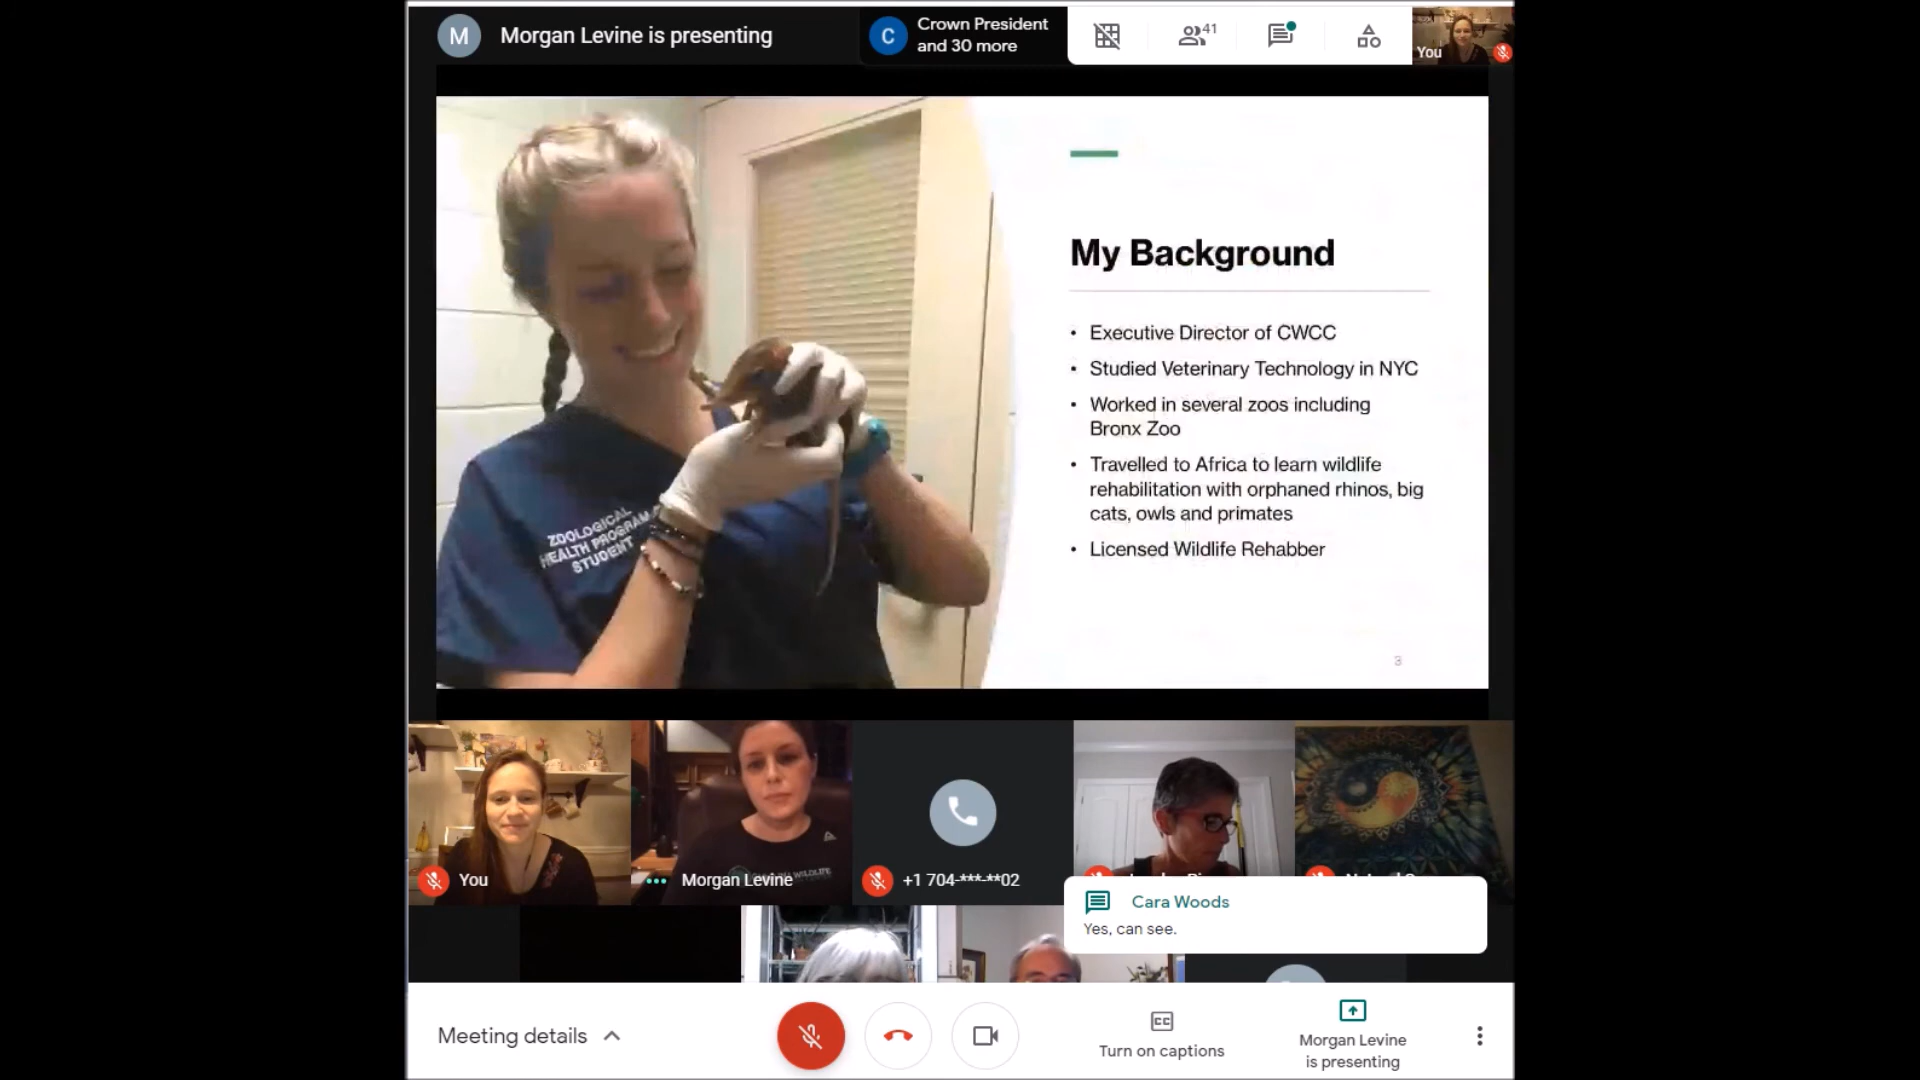 M
Morgan Levine is presenting
C
Crown President
and 30 more
41
You
My Background
• Executive Director of CWCC
• Studied Veterinary Technology in NYC
• Worked in several zoos including
Bronx Zoo
• Travelled to Africa to learn wildlife
rehabilitation with orphaned rhinos, big
cats, owls and primates
• Licensed Wildlife Rehabber
3
ZOOLOGICAL
HEALTH PROGRAM
STUDENT
You
Morgan Levine
+1 704-***-**02
Cara Woods
Yes, can see.
Meeting details
CC
Turn on captions
Morgan Levine
is presenting